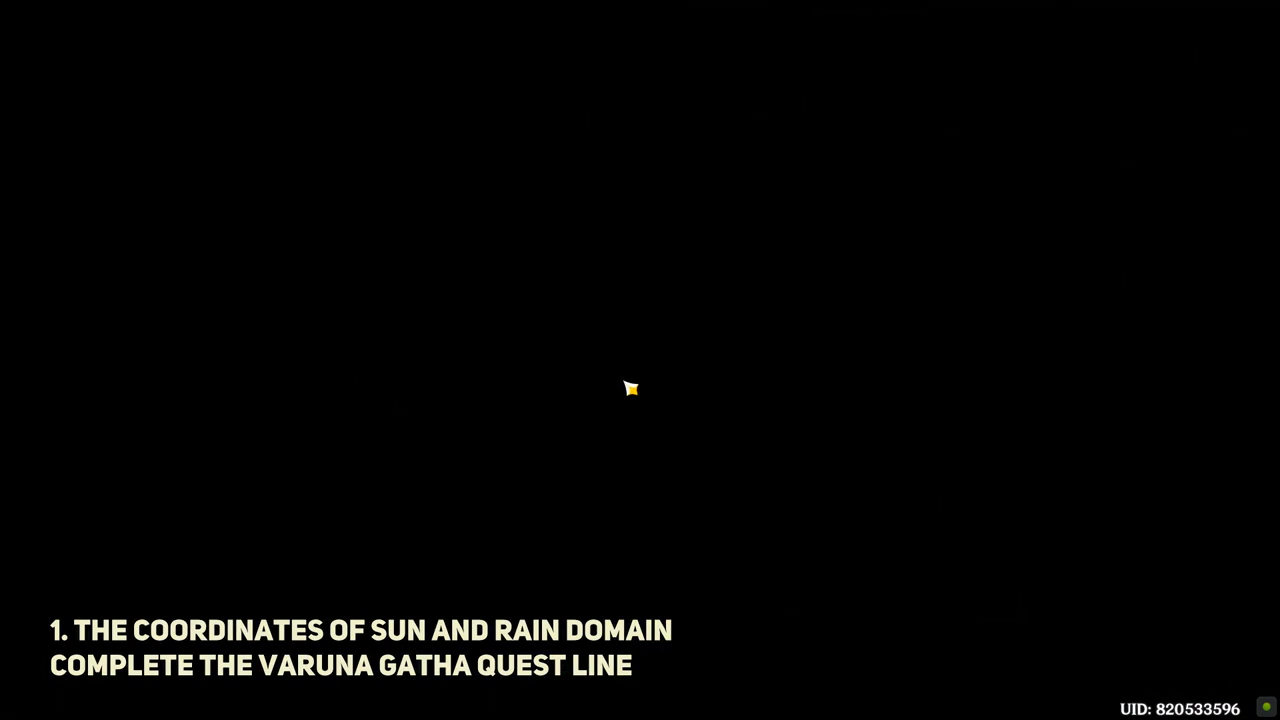 1. THE COORDINATES OF SUN AND RAIN DOMAIN
COMPLETE THE VARUNA GATHA QUEST LINE
UID: 820533596